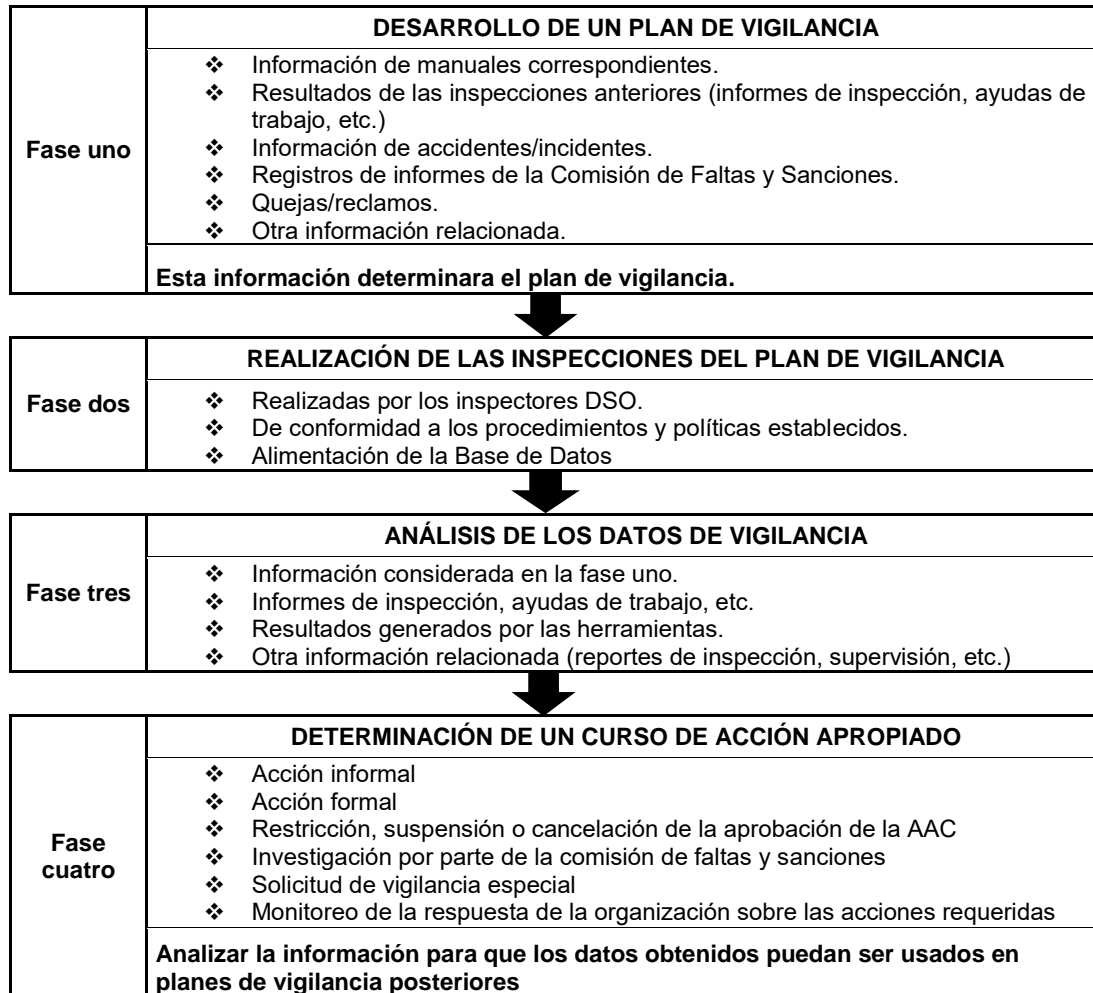 DESARROLLO DE UN PLAN DE VIGILANCIA
Fase uno
❖ Información de manuales correspondientes.
❖ Resultados de las inspecciones anteriores (informes de inspección, ayudas de
trabajo, etc.)
❖ Información de accidentes/incidentes.
❖ Registros de informes de la Comisión de Faltas y Sanciones.
❖ Quejas/reclamos.
❖ Otra información relacionada.
Esta información determinara el plan de vigilancia.
REALIZACIÓN DE LAS INSPECCIONES DEL PLAN DE VIGILANCIA
Fase dos
❖ Realizadas por los inspectores DSO.
❖ De conformidad a los procedimientos y políticas establecidos.
❖ Alimentación de la Base de Datos
ANÁLISIS DE LOS DATOS DE VIGILANCIA
Fase tres
❖ Información considerada en la fase uno.
❖ Informes de inspección, ayudas de trabajo, etc.
❖ Resultados generados por las herramientas.
❖ Otra información relacionada (reportes de inspección, supervisión, etc.)
DETERMINACIÓN DE UN CURSO DE ACCIÓN APROPIADO
Fase
cuatro
❖ Acción informal
❖ Acción formal
❖ Restricción, suspensión o cancelación de la aprobación de la AAC
❖ Investigación por parte de la comisión de faltas y sanciones
❖ Solicitud de vigilancia especial
❖ Monitoreo de la respuesta de la organización sobre las acciones requeridas
Analizar la información para que los datos obtenidos puedan ser usados en
planes de vigilancia posteriores